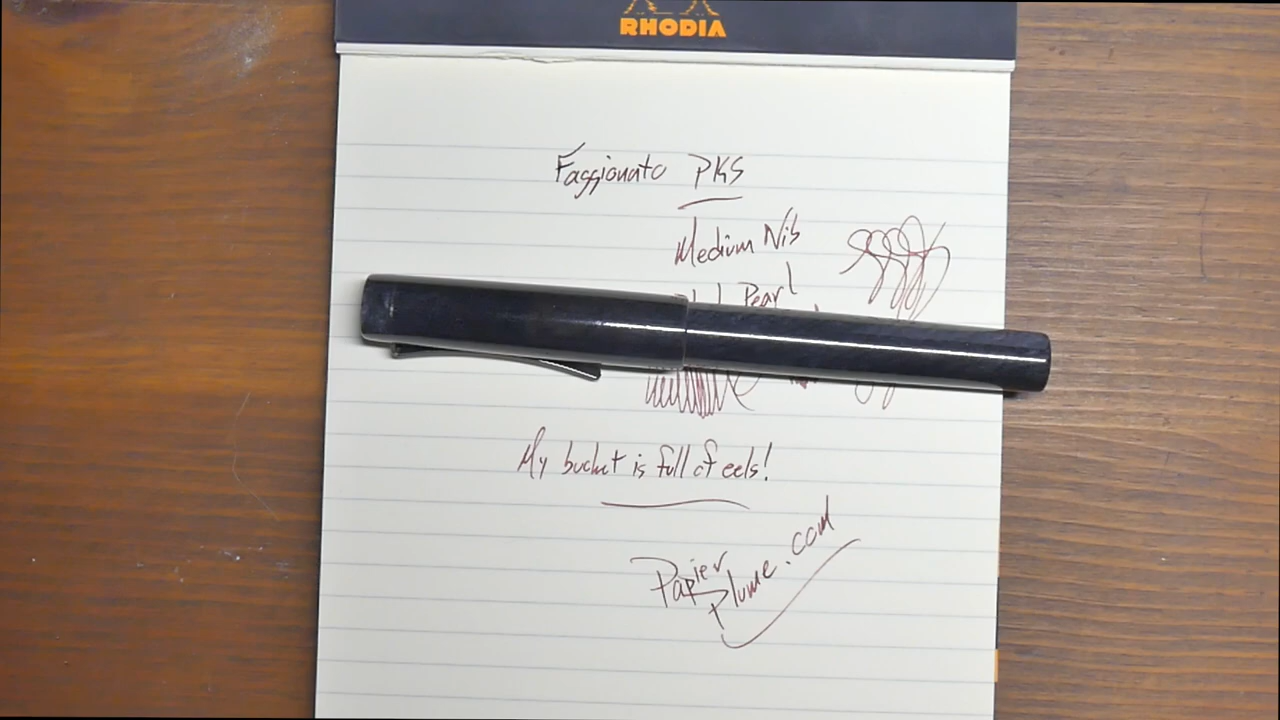 RHODIA
Faggionato PKS
Medium Nib
Pearl
My bucket is full of eels!
Papier
Plume.com